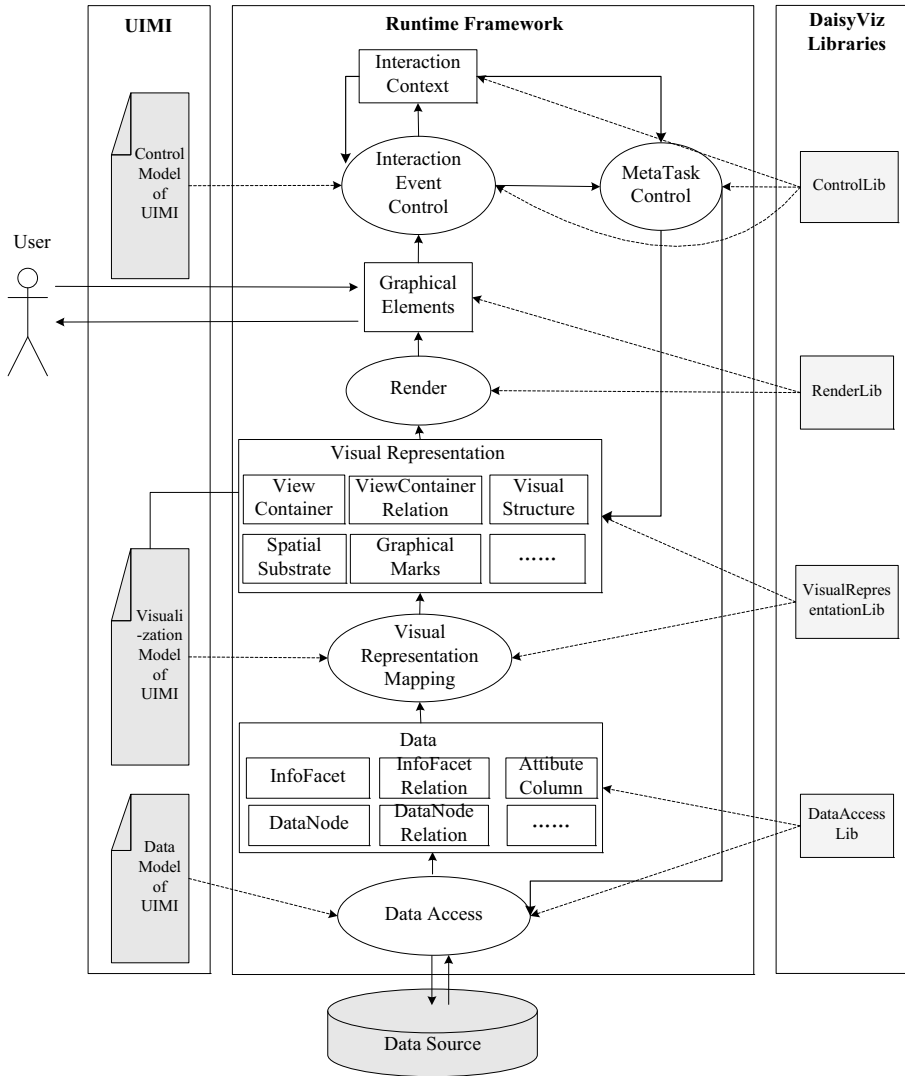 UIMI
Runtime Framework
DaisyViz
Libraries
Interaction
Context
Control
Model
of
UIMI
Interaction
Event
Control
MetaTask
Control
ControlLib
User
Graphical
Elements
Render
RenderLib
Visual Representation
View
Container
ViewContainer
Relation
Visual
Structure
Spatial
Substrate
Graphical
Marks
......
Visuali
-zation
Model
of
UIMI
Visual
Representation
Mapping
VisualRepres
entationLib
Data
InfoFacet
InfoFacet
Relation
Attibute
Column
DataNode
DataNode
Relation
......
Data
Model
of
UIMI
DataAccess
Lib
Data Access
Data Source